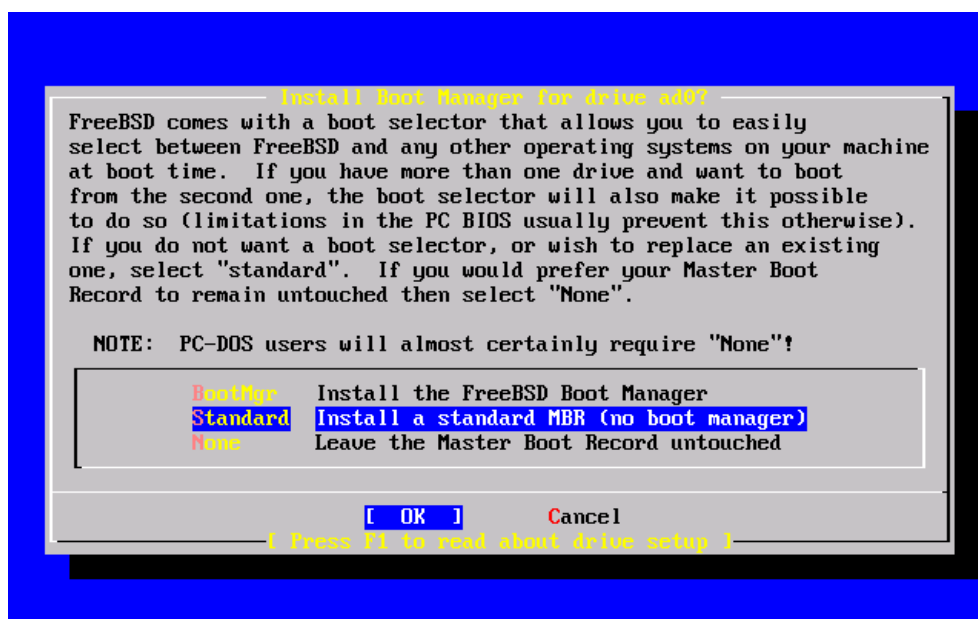 Install Boot Manager for drive ad0?
FreeBSD comes with a boot selector that allows you to easily
select between FreeBSD and any other operating systems on your machine
at boot time.  If you have more than one drive and want to boot
from the second one, the boot selector will also make it possible
to do so (limitations in the PC BIOS usually prevent this otherwise).
If you do not want a boot selector, or wish to replace an existing
one, select "standard".  If you would prefer your Master Boot
Record to remain untouched then select "None".
NOTE:  PC-DOS users will almost certainly require "None"!
BootMgr   Install the FreeBSD Boot Manager
Standard  Install a standard MBR (no boot manager)
None      Leave the Master Boot Record untouched
[  OK  ]       Cancel
[ Press F1 to read about drive setup ]